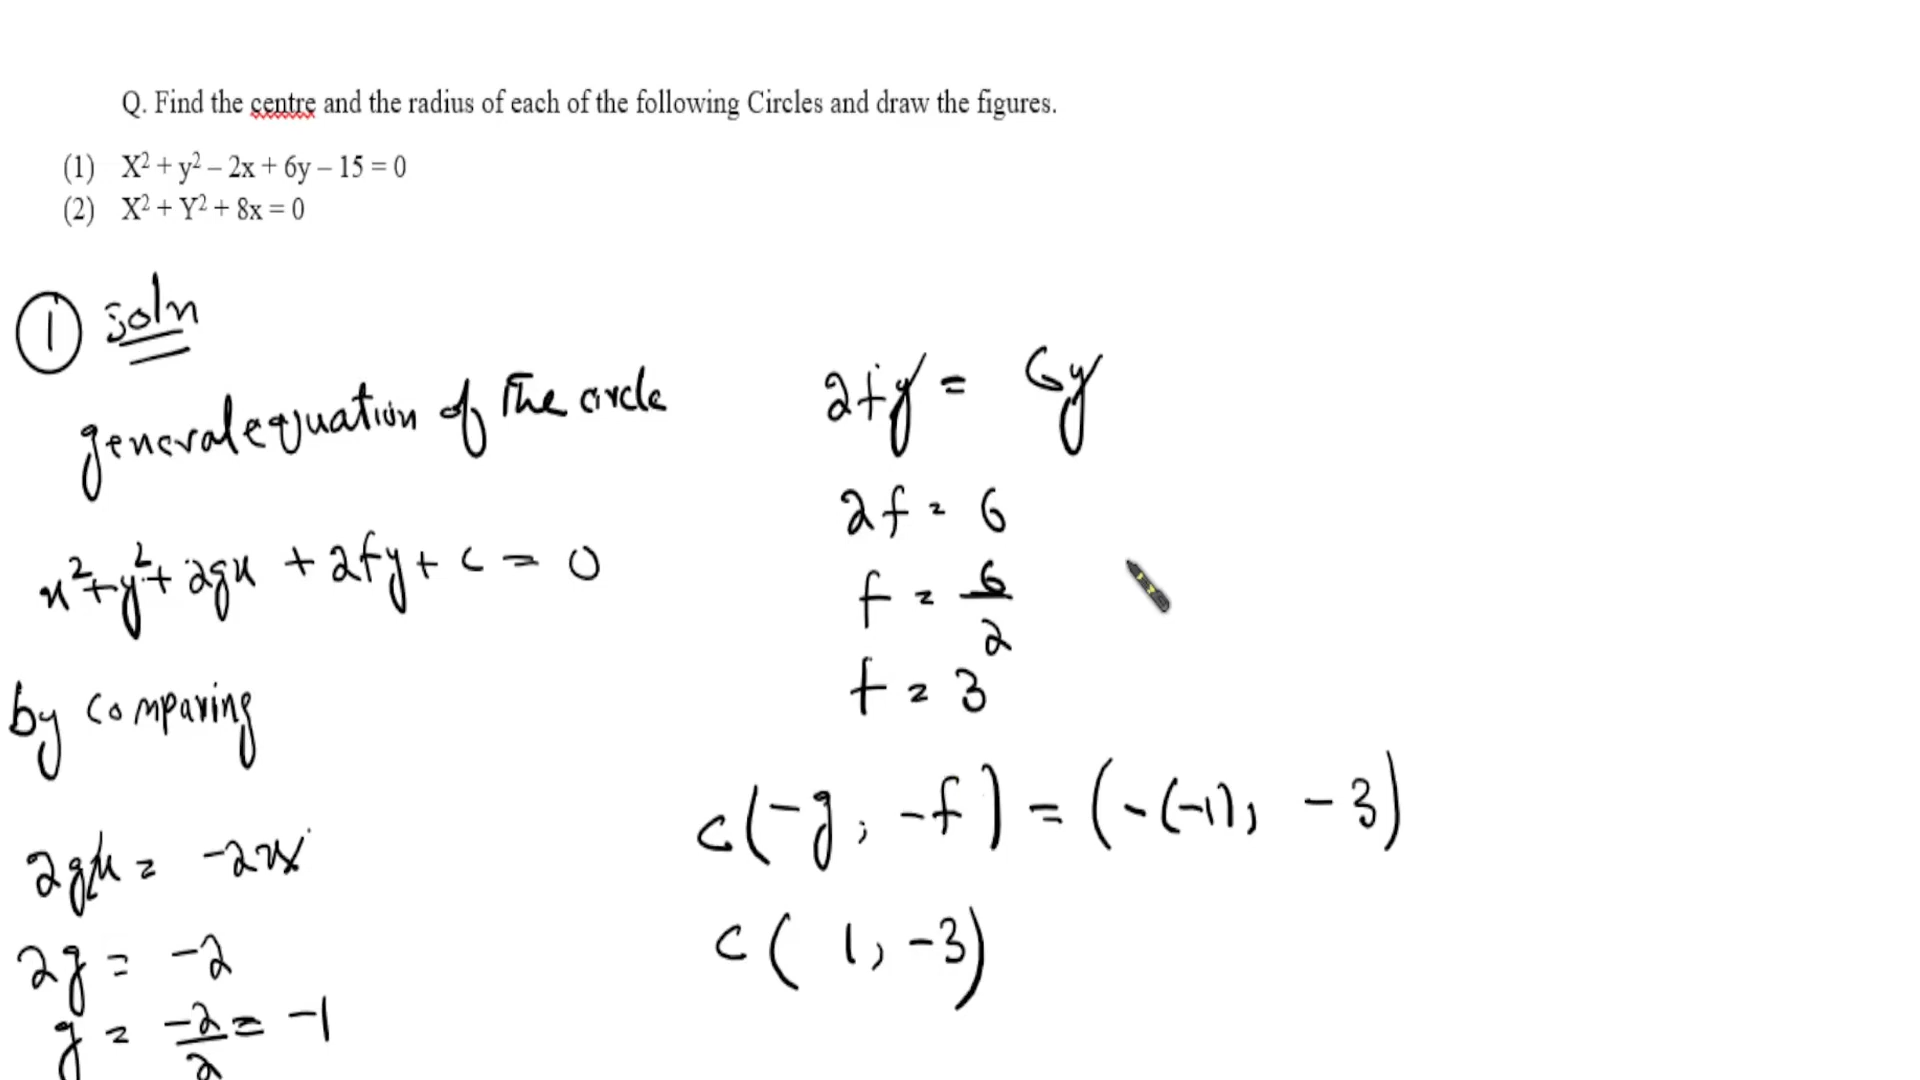 Q. Find the centre and the radius of each of the following Circles and draw the figures.
(1) X² + y² – 2x + 6y – 15 = 0
(2) X² + Y² + 8x = 0
① soln
general equation of the circle
x² + y² + 2gx + 2fy + c = 0
by comparing
2gx = -2x
2g = -2
g = -2/2 = -1
2fy = 6y
2f = 6
f = 6/2
f = 3
c(-g, -f) = (-(-1), -3)
c(1, -3)